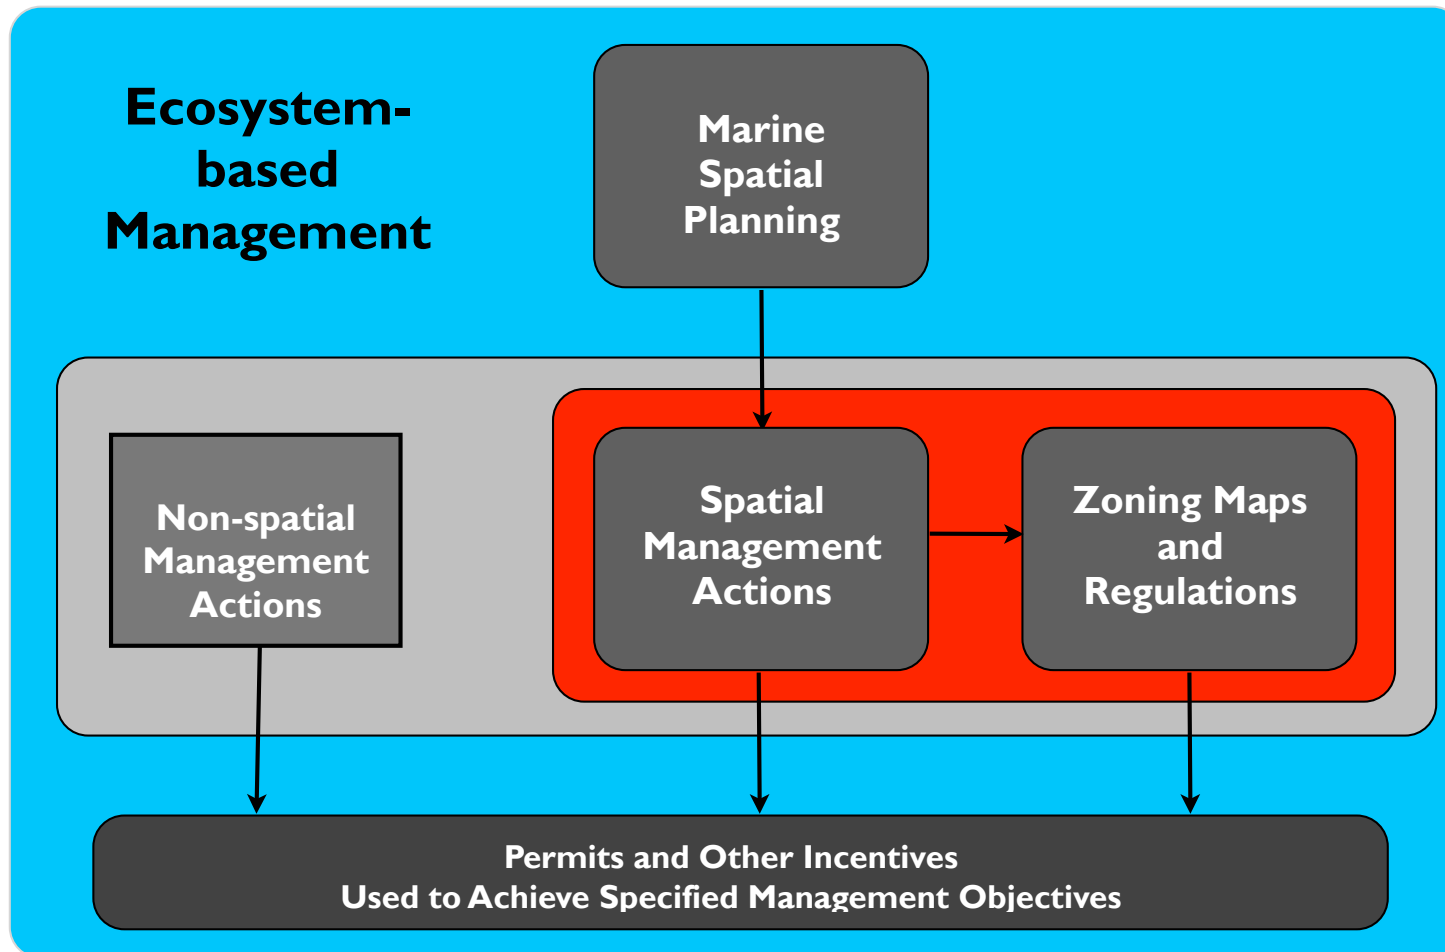 Ecosystem-
based
Management
Marine
Spatial
Planning
Non-spatial
Management
Actions
Spatial
Management
Actions
Zoning Maps
and
Regulations
Permits and Other Incentives
Used to Achieve Specified Management Objectives